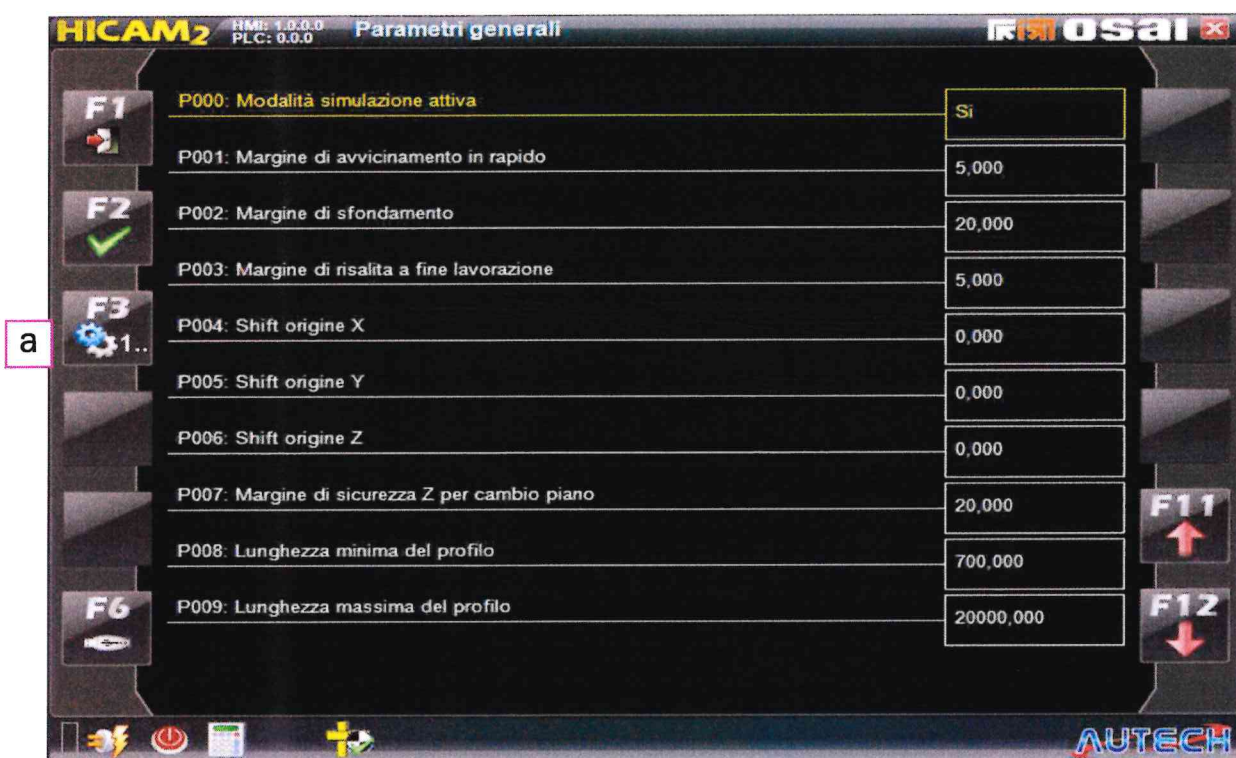 HICAM2 HMI: 1.0.0.0 PLC: 0.0.0 Parametri generali osai
F1
P000: Modalità simulazione attiva Si
P001: Margine di avvicinamento in rapido 5,000
F2
P002: Margine di sfondamento 20,000
P003: Margine di risalita a fine lavorazione 5,000
F3
a
1..
P004: Shift origine X 0,000
P005: Shift origine Y 0,000
P006: Shift origine Z 0,000
P007: Margine di sicurezza Z per cambio piano 20,000
F11
P008: Lunghezza minima del profilo 700,000
F6
P009: Lunghezza massima del profilo 20000,000
F12
AUTECH